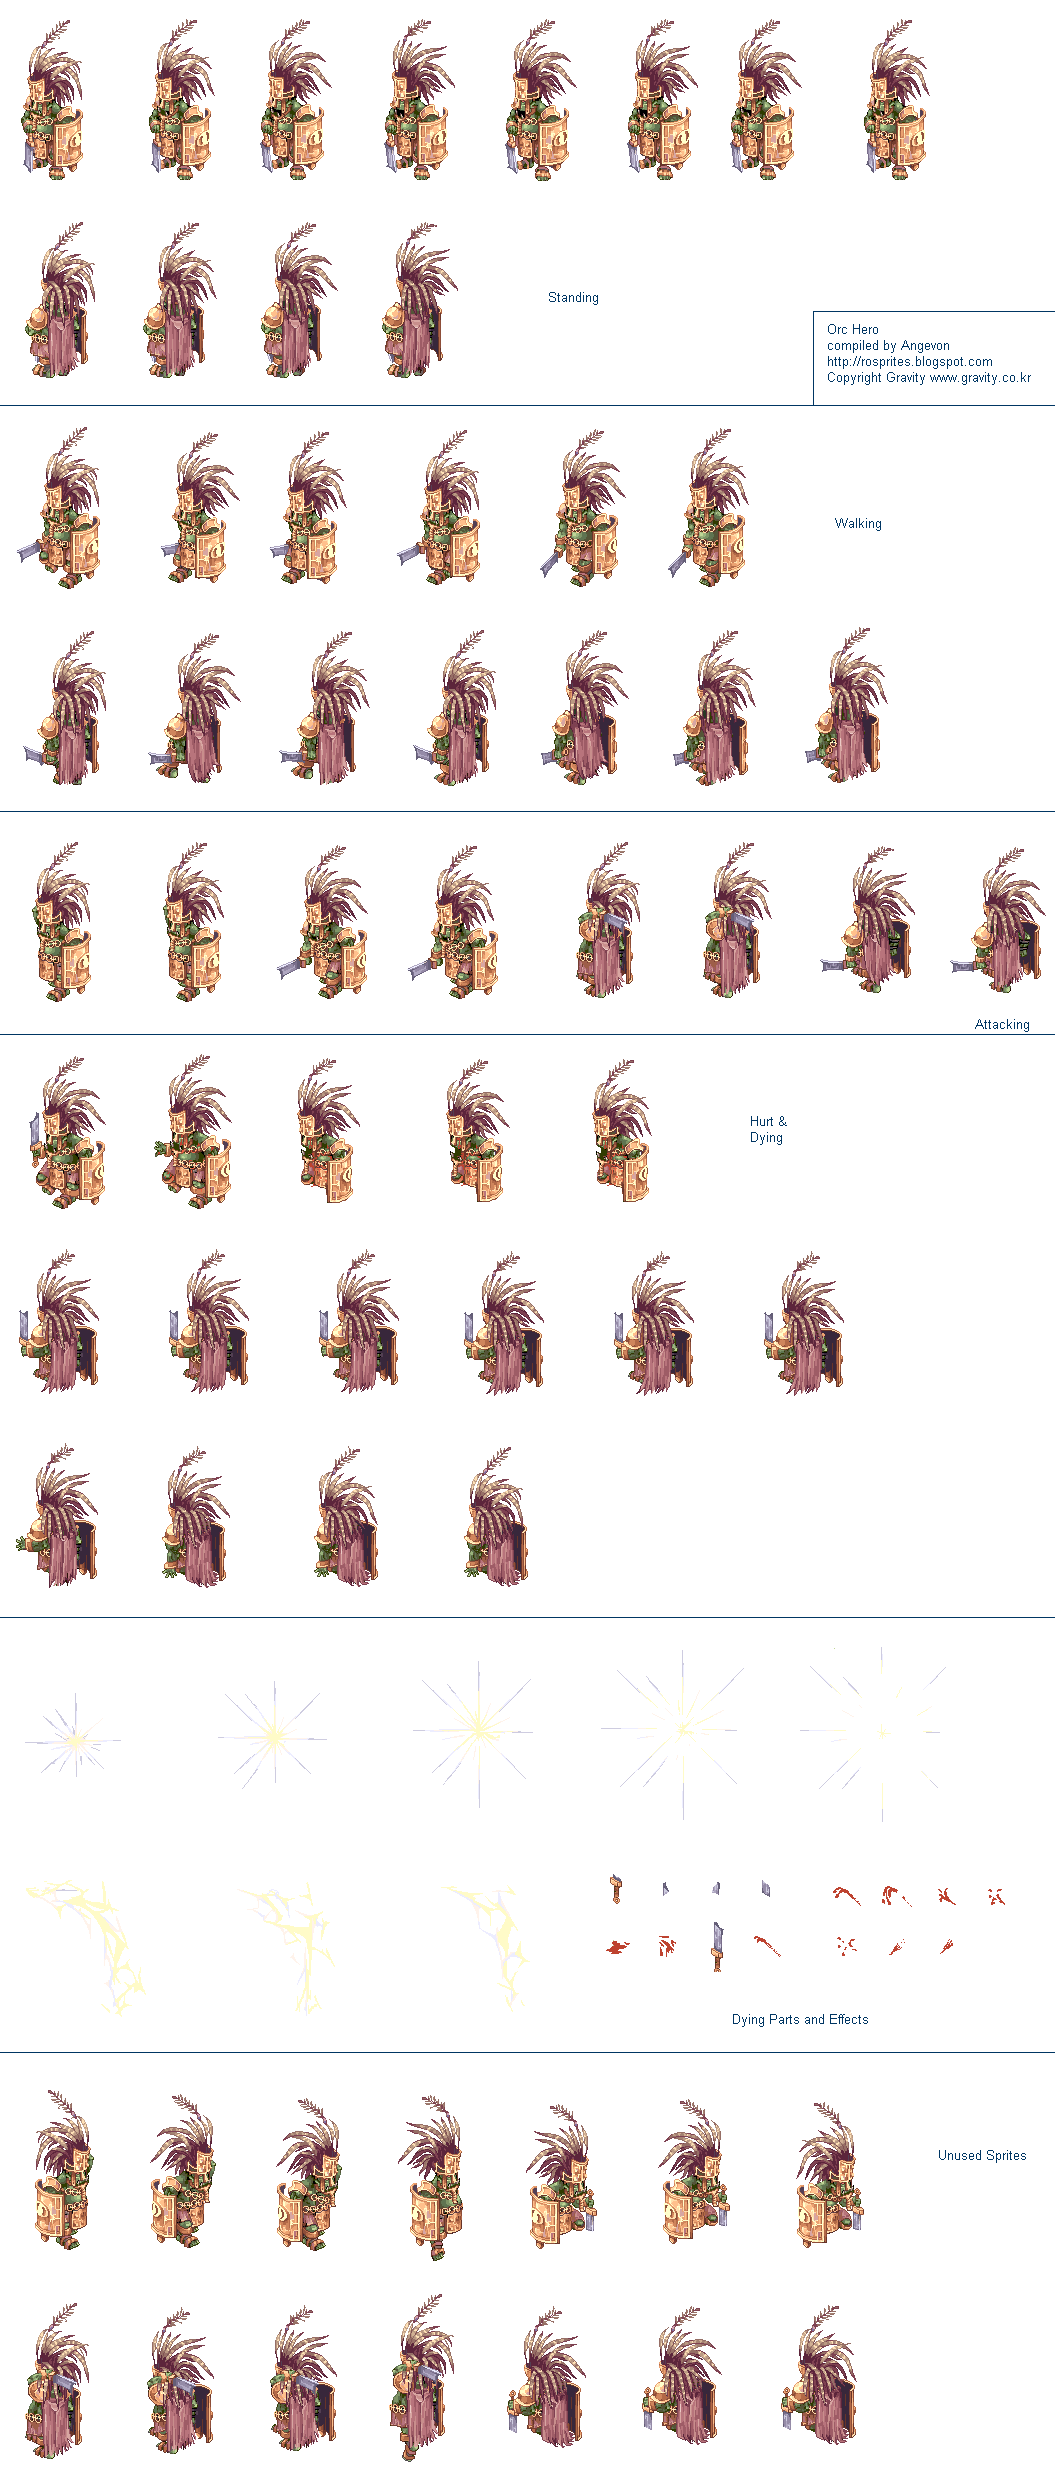 Standing
Orc Hero
compiled by Angevon
http://rosprites.blogspot.com
Copyright Gravity www.gravity.co.kr
Walking
Attacking
Hurt &
Dying
Dying Parts and Effects
Unused Sprites